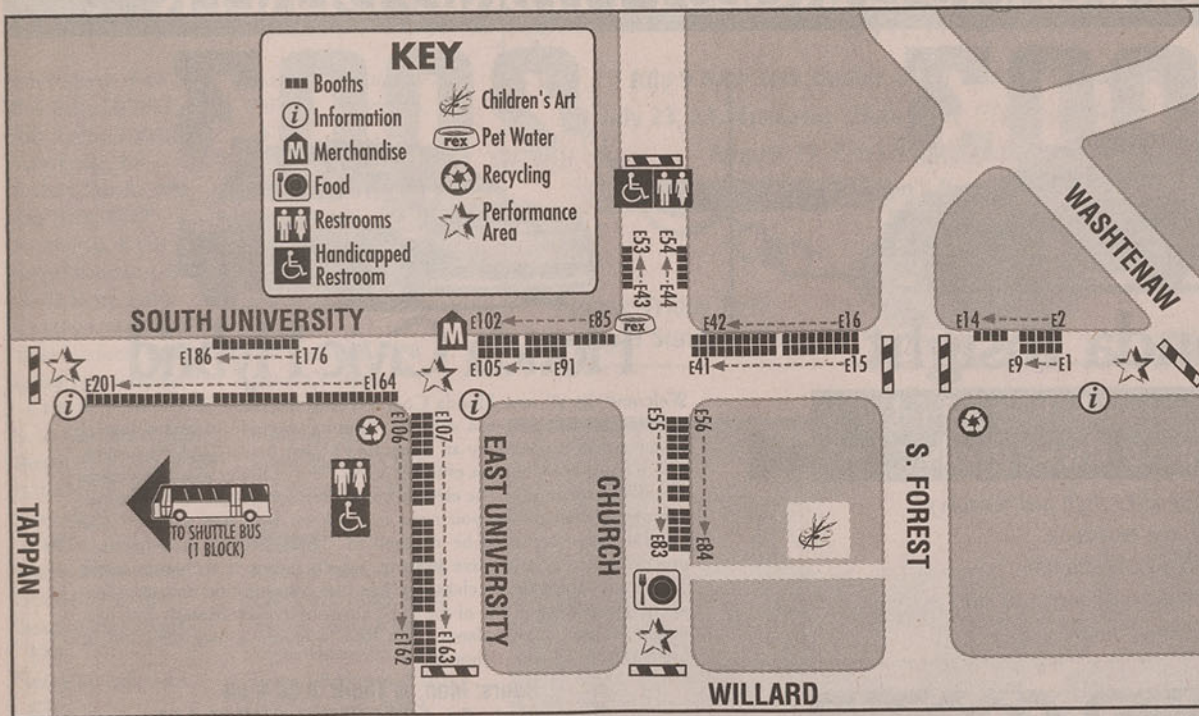 KEY
Booths
i Information
M Merchandise
Food
Restrooms
Handicapped
Restroom
Children's Art
rex Pet Water
Recycling
Performance
Area
WASHTENAW
E53 E54
E43 E44
rex
SOUTH UNIVERSITY
M
E102 E85
E42 E16
E14 E2
E186 E176
E105 E91
E41 E15
E9 E1
E201 E164
i
i
i
E106 E107
E55 E56
EAST UNIVERSITY
CHURCH
S. FOREST
TAPPAN
TO SHUTTLE BUS
(1 BLOCK)
E83 E84
E162 E163
WILLARD